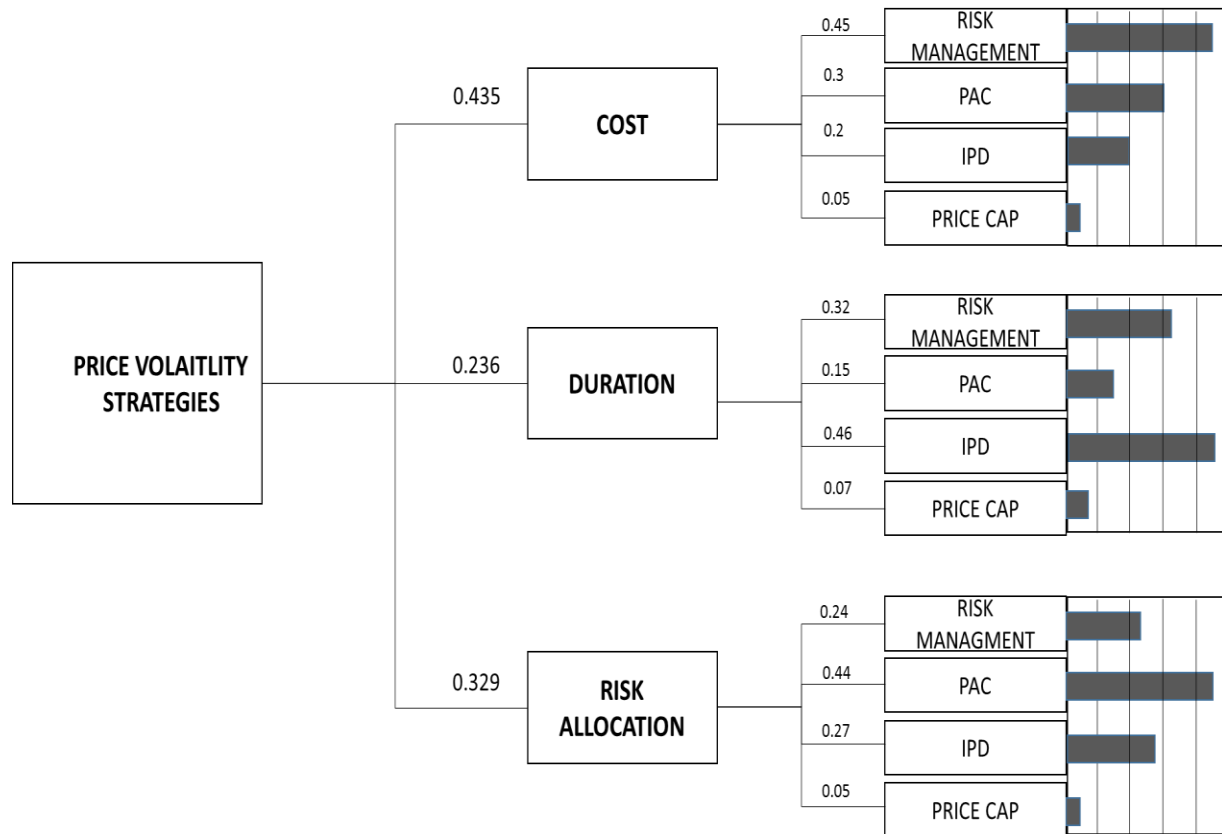 PRICE VOLAITLITY
STRATEGIES
0.435
COST
0.45
RISK
MANAGEMENT
0.3
PAC
0.2
IPD
0.05
PRICE CAP
0.236
DURATION
0.32
RISK
MANAGEMENT
0.15
PAC
0.46
IPD
0.07
PRICE CAP
0.329
RISK
ALLOCATION
0.24
RISK
MANAGMENT
0.44
PAC
0.27
IPD
0.05
PRICE CAP